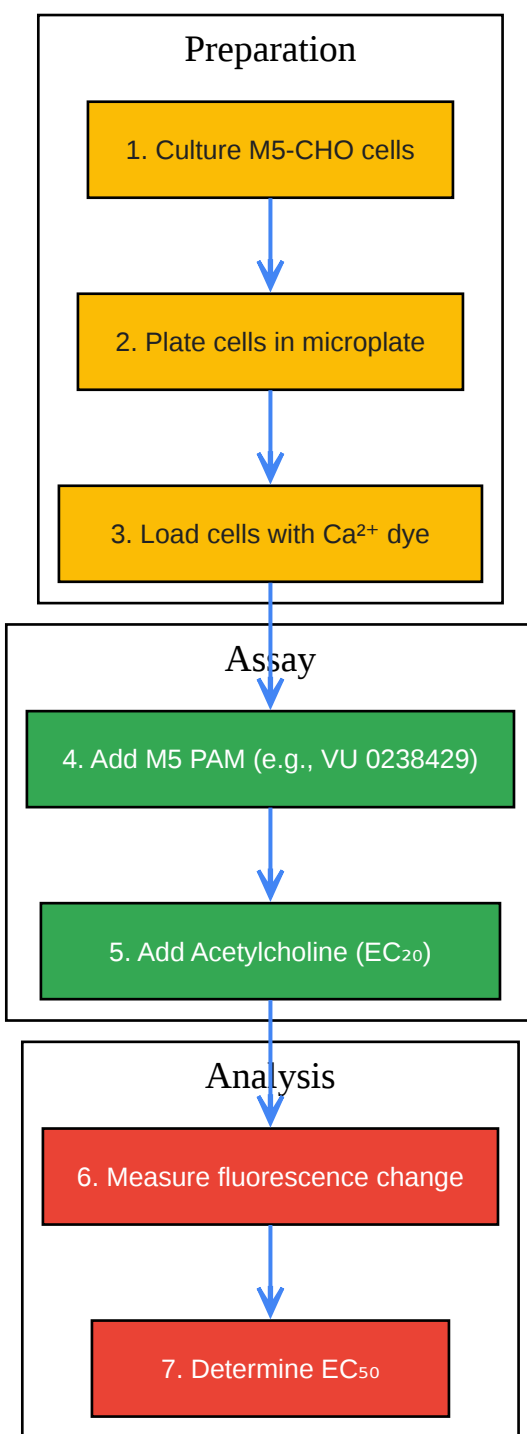 Preparation
1. Culture M5-CHO cells
2. Plate cells in microplate
3. Load cells with Ca²⁺ dye
Assay
4. Add M5 PAM (e.g., VU 0238429)
5. Add Acetylcholine (EC₂₀)
Analysis
6. Measure fluorescence change
7. Determine EC₅₀